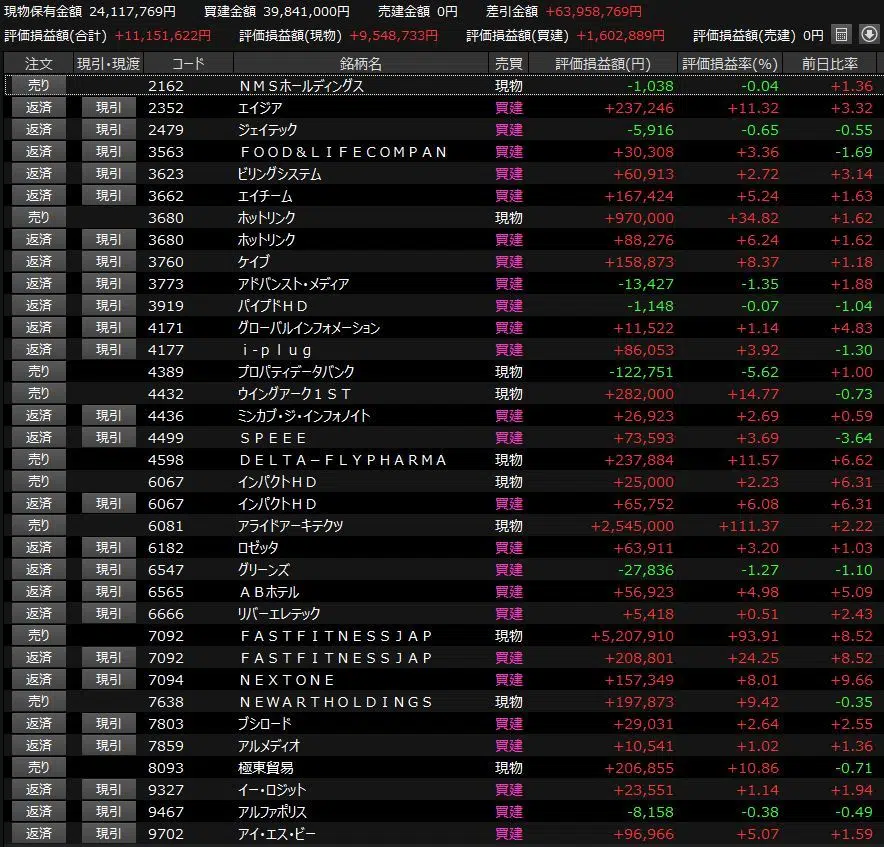 現物保有金額 24,117,769円 買建金額 39,841,000円 売建金額 0円 差引金額 +63,958,769円
評価損益額(合計) +11,151,622円 評価損益額(現物) +9,548,733円 評価損益額(買建) +1,602,889円 評価損益額(売建) 0円
注文 現引・現渡 コード 銘柄名 売買 評価損益額(円) 評価損益率(%) 前日比率
売り 2162 ＮＭＳホールディングス 現物 -1,038 -0.04 +1.36
返済 現引 2352 エイジア 買建 +237,246 +11.32 +3.32
返済 現引 2479 ジェイテック 買建 -5,916 -0.65 -0.55
返済 現引 3563 ＦＯＯＤ＆ＬＩＦＥＣＯＭＰＡＮ 買建 +30,308 +3.36 -1.69
返済 現引 3623 ビリングシステム 買建 +60,913 +2.72 +3.14
返済 現引 3662 エイチーム 買建 +167,424 +5.24 +1.63
売り 3680 ホットリンク 現物 +970,000 +34.82 +1.62
返済 現引 3680 ホットリンク 買建 +88,276 +6.24 +1.62
返済 現引 3760 ケイブ 買建 +158,873 +8.37 +1.18
返済 現引 3773 アドバンスト・メディア 買建 -13,427 -1.35 +1.88
返済 現引 3919 パイプドＨＤ 買建 -1,148 -0.07 -1.04
返済 現引 4171 グローバルインフォメーション 買建 +11,522 +1.14 +4.83
返済 現引 4177 ｉ－ｐｌｕｇ 買建 +86,053 +3.92 -1.30
売り 4389 プロパティデータバンク 現物 -122,751 -5.62 +1.00
売り 4432 ウイングアーク１ＳＴ 現物 +282,000 +14.77 -0.73
返済 現引 4436 ミンカブ・ジ・インフォノイト 買建 +26,923 +2.69 +0.59
返済 現引 4499 ＳＰＥＥＥ 買建 +73,593 +3.69 -3.64
売り 4598 ＤＥＬＴＡ－ＦＬＹＰＨＡＲＭＡ 現物 +237,884 +11.57 +6.62
売り 6067 インパクトＨＤ 現物 +25,000 +2.23 +6.31
返済 現引 6067 インパクトＨＤ 買建 +65,752 +6.08 +6.31
売り 6081 アライドアーキテクツ 現物 +2,545,000 +111.37 +2.22
返済 現引 6182 ロゼッタ 買建 +63,911 +3.20 +1.03
返済 現引 6547 グリーンズ 買建 -27,836 -1.27 -1.10
返済 現引 6565 ＡＢホテル 買建 +56,923 +4.98 +5.09
返済 現引 6666 リバーエレテック 買建 +5,418 +0.51 +2.43
売り 7092 ＦＡＳＴＦＩＴＮＥＳＳＪＡＰ 現物 +5,207,910 +93.91 +8.52
返済 現引 7092 ＦＡＳＴＦＩＴＮＥＳＳＪＡＰ 買建 +208,801 +24.25 +8.52
返済 現引 7094 ＮＥＸＴＯＮＥ 買建 +157,349 +8.01 +9.66
売り 7638 ＮＥＷＡＲＴＨＯＬＤＩＮＧＳ 現物 +197,873 +9.42 -0.35
返済 現引 7803 ブシロード 買建 +29,031 +2.64 +2.55
返済 現引 7859 アルメディオ 買建 +10,541 +1.02 +1.36
売り 8093 極東貿易 現物 +206,855 +10.86 -0.71
返済 現引 9327 イー・ロジット 買建 +23,551 +1.14 +1.94
返済 現引 9467 アルファポリス 買建 -8,158 -0.38 -0.49
返済 現引 9702 アイ・エス・ビー 買建 +96,966 +5.07 +1.59